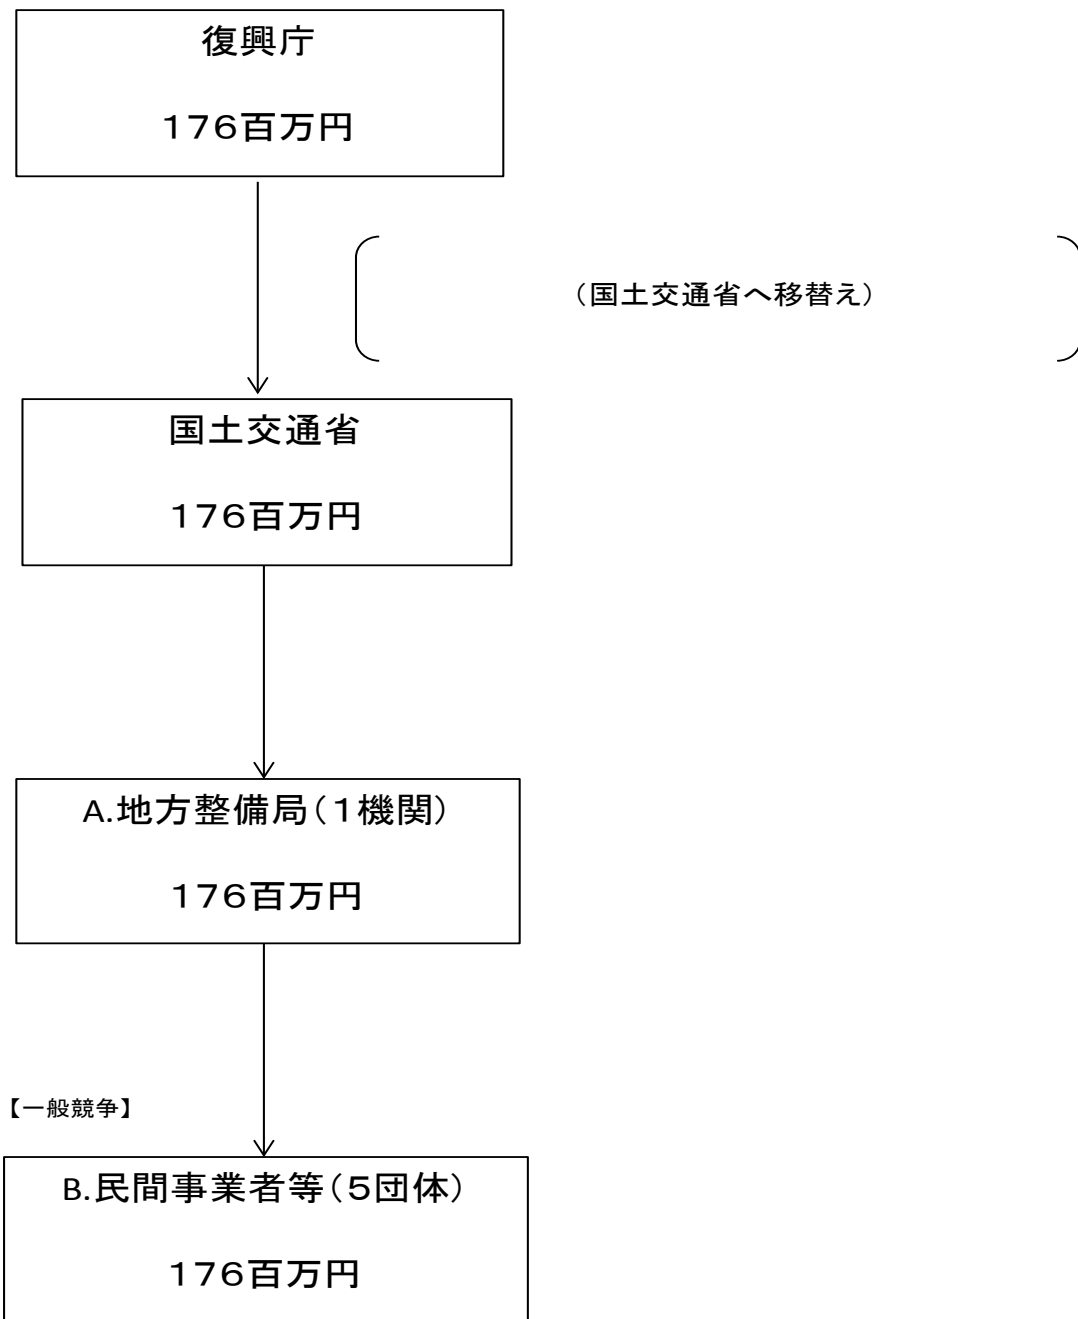 復興庁
176百万円
（国土交通省へ移替え）
国土交通省
176百万円
A.地方整備局（１機関）
176百万円
【一般競争】
B.民間事業者等（５団体）
176百万円